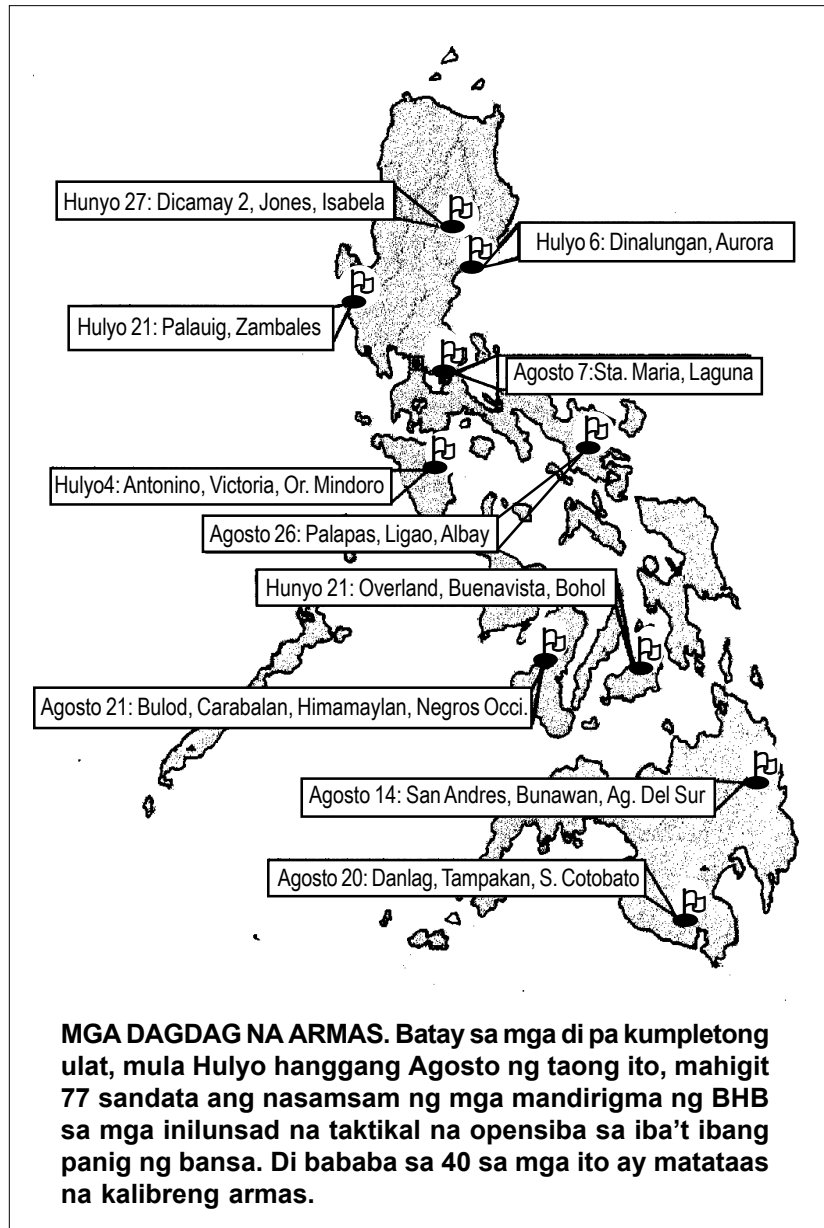 Hunyo 27: Dicamay 2, Jones, Isabela
Hulyo 6: Dinalungan, Aurora
Hulyo 21: Palauig, Zambales
Agosto 7:Sta. Maria, Laguna
Hulyo4: Antonino, Victoria, Or. Mindoro
Agosto 26: Palapas, Ligao, Albay
Hunyo 21: Overland, Buenavista, Bohol
Agosto 21: Bulod, Carabalan, Himamaylan, Negros Occi.
Agosto 14: San Andres, Bunawan, Ag. Del Sur
Agosto 20: Danlag, Tampakan, S. Cotobato
MGA DAGDAG NA ARMAS. Batay sa mga di pa kumpletong
ulat, mula Hulyo hanggang Agosto ng taong ito, mahigit
77 sandata ang nasamsam ng mga mandirigma ng BHB
sa mga inilunsad na taktikal na opensiba sa iba't ibang
panig ng bansa. Di bababa sa 40 sa mga ito ay matataas
na kalibreng armas.